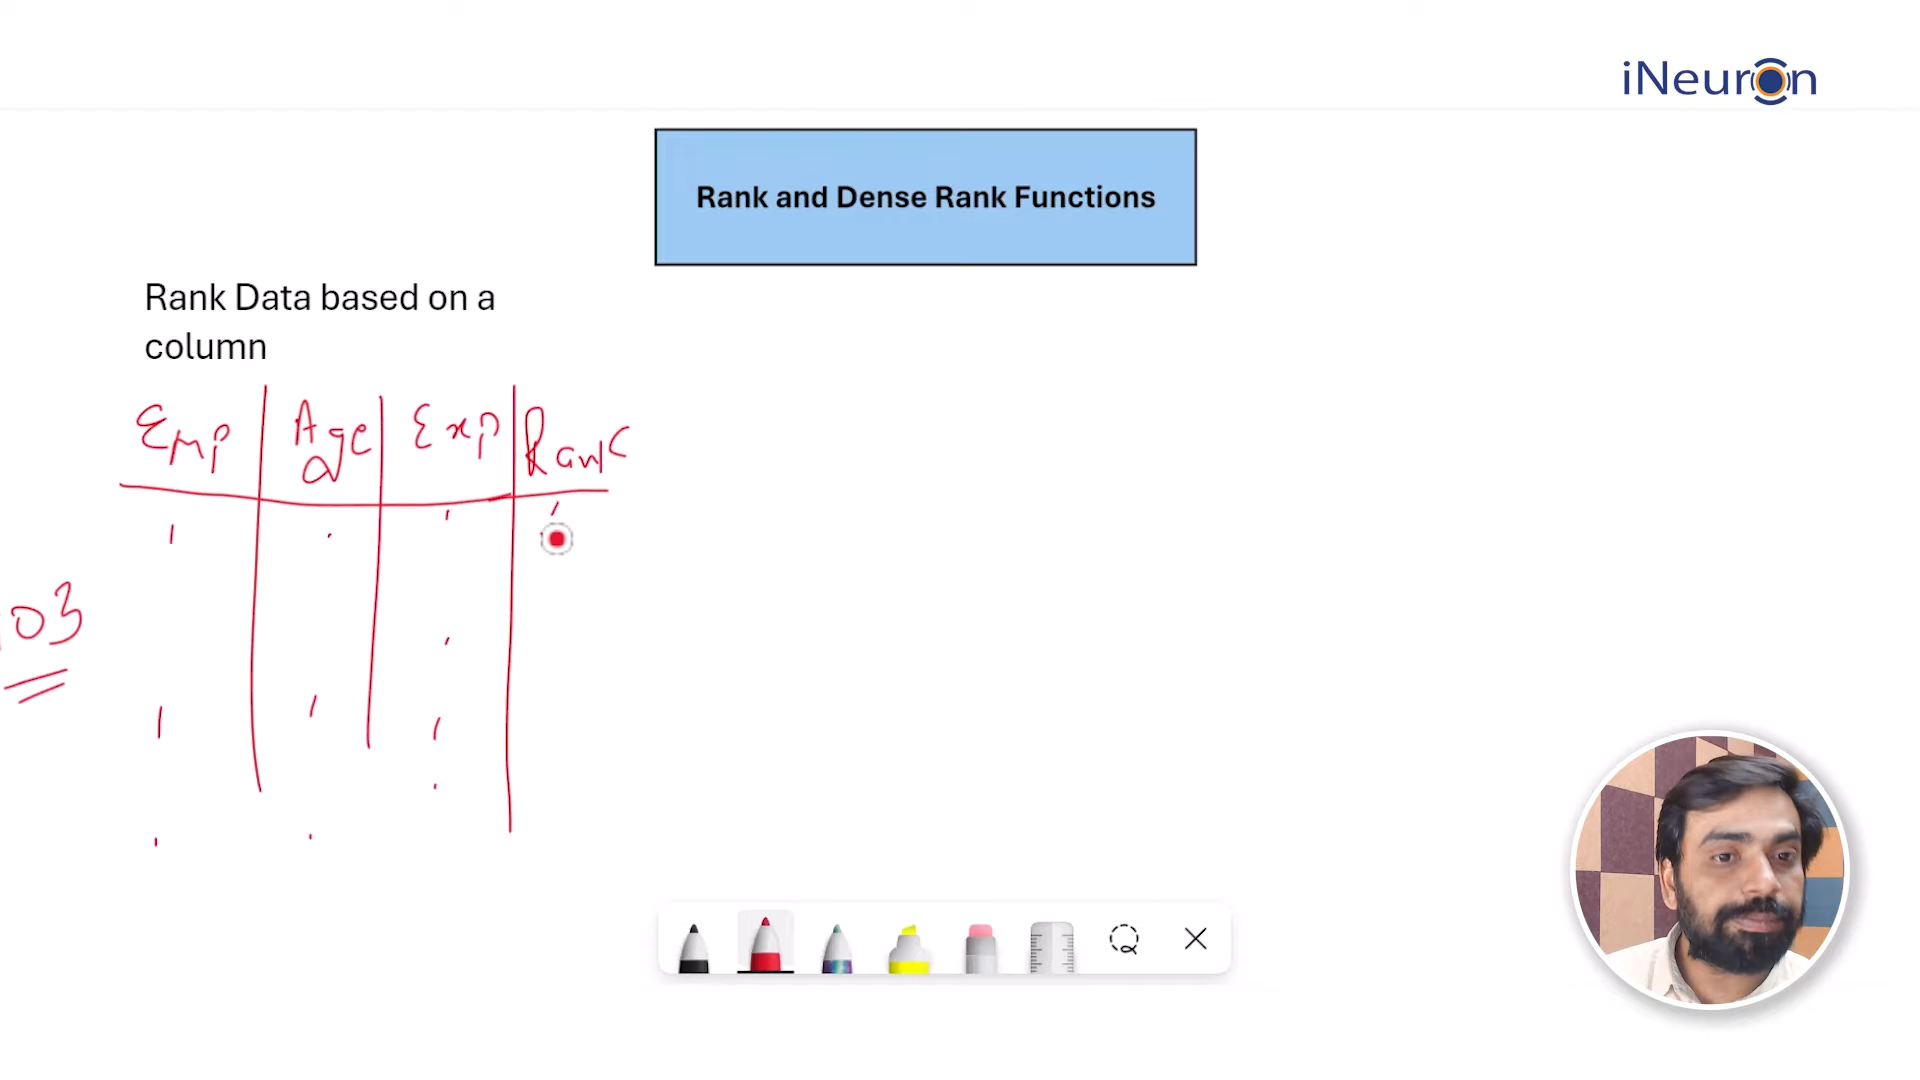 iNeuron
Rank and Dense Rank Functions
Rank Data based on a
column
Emp Age Exp Rank
03